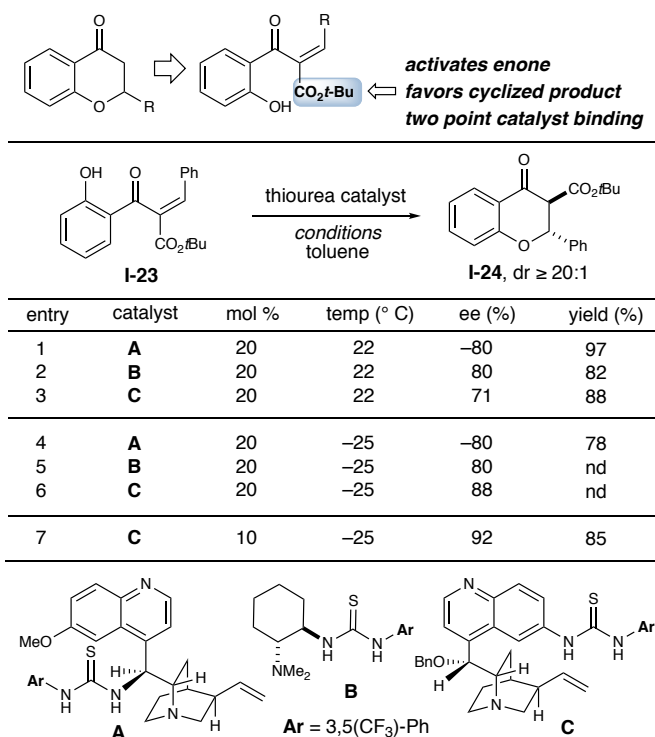 O
O
R
O
R
OH
CO2t-Bu
activates enone
favors cyclized product
two point catalyst binding
OH
O
Ph
CO2tBu
I-23
thiourea catalyst
conditions
toluene
O
CO2tBu
O
Ph
I-24, dr ≥ 20:1
entry catalyst mol % temp (° C) ee (%) yield (%)
1 A 20 22 –80 97
2 B 20 22 80 82
3 C 20 22 71 88
4 A 20 –25 –80 78
5 B 20 –25 80 nd
6 C 20 –25 88 nd
7 C 10 –25 92 85
N
MeO
S
Ar
N
H
N
H
H
H
N
H
A
S
N
H
N
H
Ar
NMe2
B
Ar = 3,5(CF3)-Ph
N
S
N
H
N
H
Ar
BnO
H
H
N
H
C